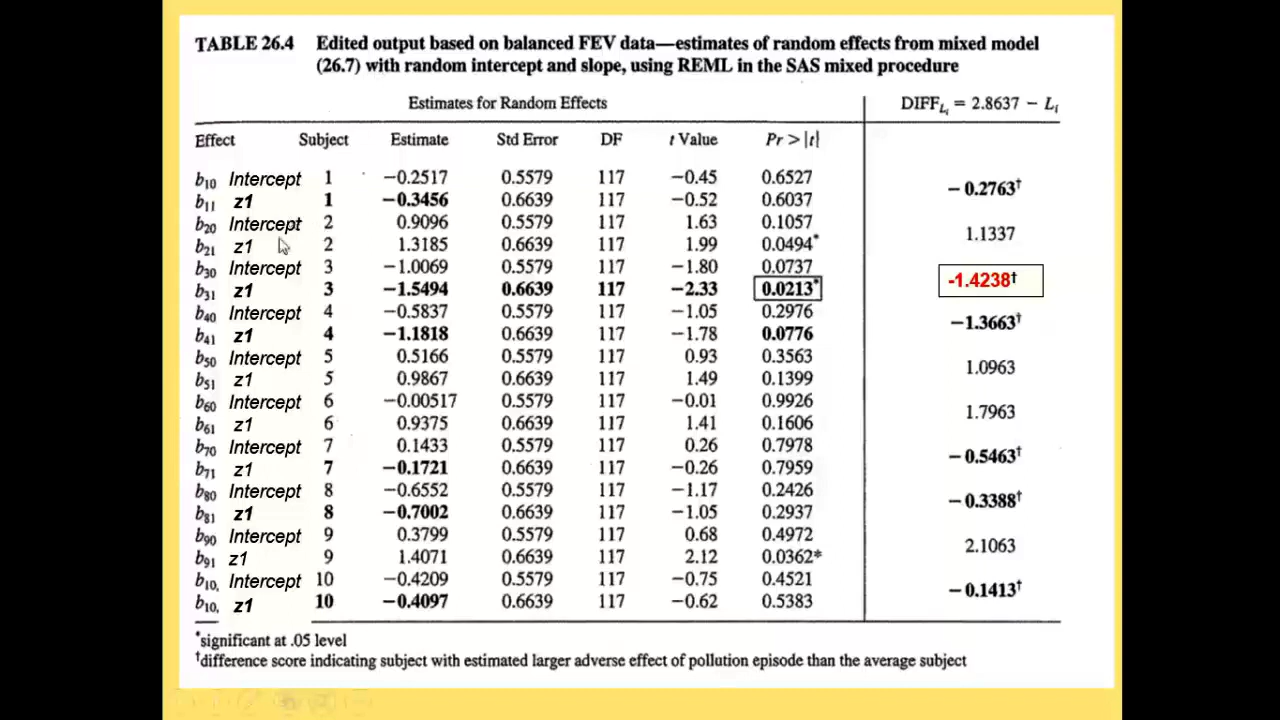 TABLE 26.4 Edited output based on balanced FEV data—estimates of random effects from mixed model
(26.7) with random intercept and slope, using REML in the SAS mixed procedure
Estimates for Random Effects DIFF_Li = 2.8637 − Li
Effect Subject Estimate Std Error DF t Value Pr > |t|
b10 Intercept 1 −0.2517 0.5579 117 −0.45 0.6527
b11 z1 1 −0.3456 0.6639 117 −0.52 0.6037 −0.2763†
b20 Intercept 2 0.9096 0.5579 117 1.63 0.1057
b21 z1 2 1.3185 0.6639 117 1.99 0.0494* 1.1337
b30 Intercept 3 −1.0069 0.5579 117 −1.80 0.0737
b31 z1 3 −1.5494 0.6639 117 −2.33 0.0213* -1.4238†
b40 Intercept 4 −0.5837 0.5579 117 −1.05 0.2976
b41 z1 4 −1.1818 0.6639 117 −1.78 0.0776 −1.3663†
b50 Intercept 5 0.5166 0.5579 117 0.93 0.3563
b51 z1 5 0.9867 0.6639 117 1.49 0.1399 1.0963
b60 Intercept 6 −0.00517 0.5579 117 −0.01 0.9926
b61 z1 6 0.9375 0.6639 117 1.41 0.1606 1.7963
b70 Intercept 7 0.1433 0.5579 117 0.26 0.7978
b71 z1 7 −0.1721 0.6639 117 −0.26 0.7959 −0.5463†
b80 Intercept 8 −0.6552 0.5579 117 −1.17 0.2426
b81 z1 8 −0.7002 0.6639 117 −1.05 0.2937 −0.3388†
b90 Intercept 9 0.3799 0.5579 117 0.68 0.4972
b91 z1 9 1.4071 0.6639 117 2.12 0.0362* 2.1063
b10, Intercept 10 −0.4209 0.5579 117 −0.75 0.4521
b10, z1 10 −0.4097 0.6639 117 −0.62 0.5383 −0.1413†
*significant at .05 level
†difference score indicating subject with estimated larger adverse effect of pollution episode than the average subject